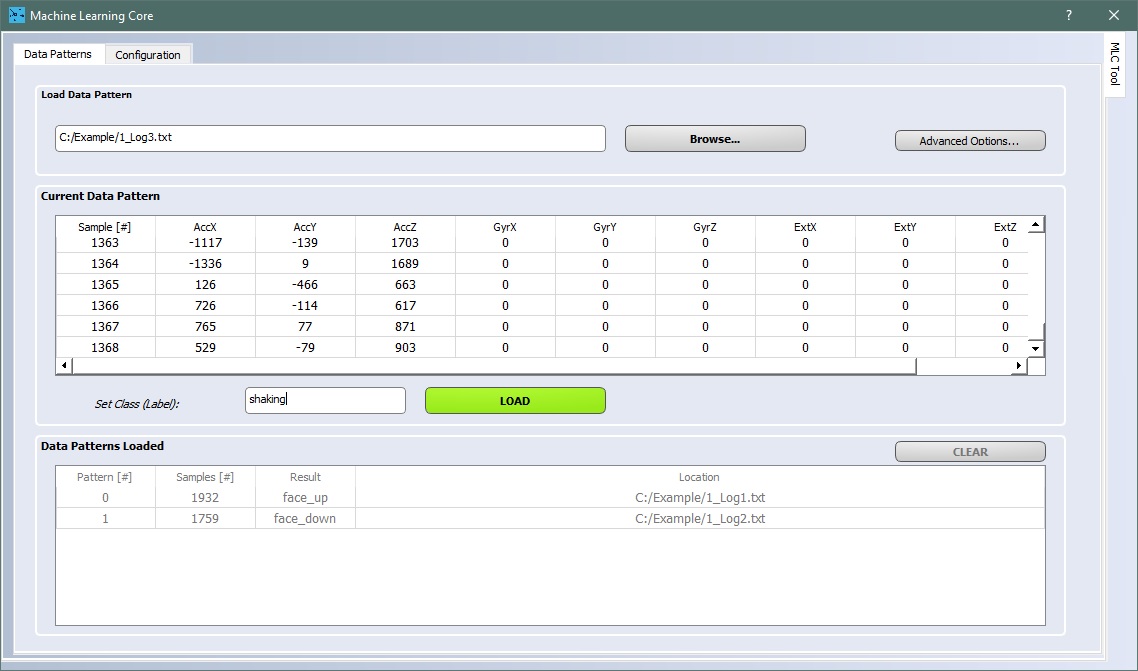 Machine Learning Core ?
Data Patterns Configuration
MLC Tool
Load Data Pattern
C:/Example/1_Log3.txt Browse... Advanced Options...
Current Data Pattern
Sample [#] AccX AccY AccZ GyrX GyrY GyrZ ExtX ExtY ExtZ
1363 -1117 -139 1703 0 0 0 0 0 0
1364 -1336 9 1689 0 0 0 0 0 0
1365 126 -466 663 0 0 0 0 0 0
1366 726 -114 617 0 0 0 0 0 0
1367 765 77 871 0 0 0 0 0 0
1368 529 -79 903 0 0 0 0 0 0
Set Class (Label): shaking LOAD
Data Patterns Loaded CLEAR
Pattern [#] Samples [#] Result Location
0 1932 face_up C:/Example/1_Log1.txt
1 1759 face_down C:/Example/1_Log2.txt